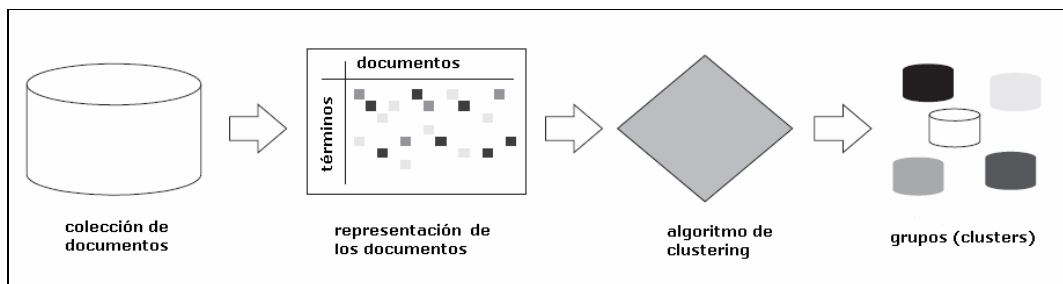 documentos
términos
colección de
documentos
representación de
los documentos
algoritmo de
clustering
grupos (clusters)